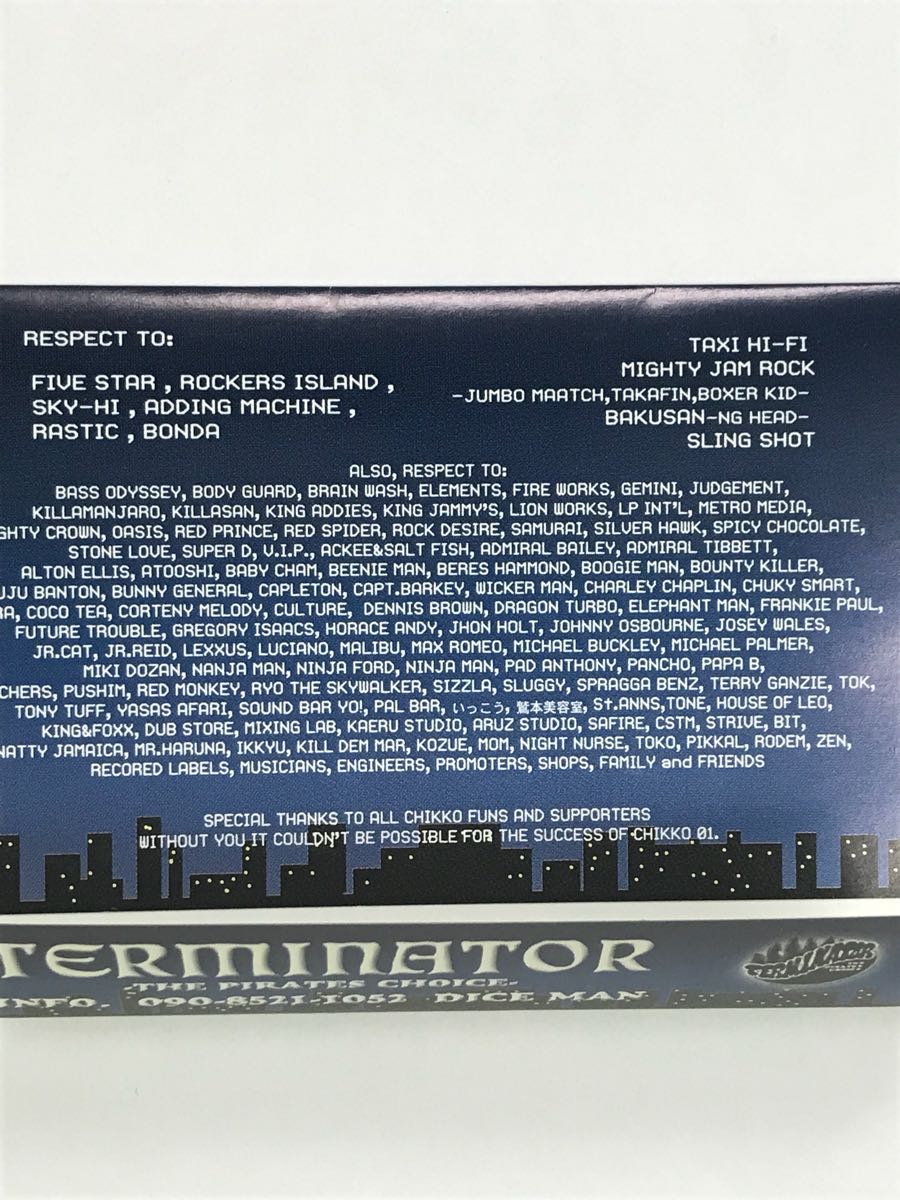 RESPECT TO:
FIVE STAR , ROCKERS ISLAND ,
SKY-HI , ADDING MACHINE ,
RASTIC , BONDA
TAXI HI-FI
MIGHTY JAM ROCK
-JUMBO MAATCH,TAKAFIN,BOXER KID-
BAKUSAN-NG HEAD-
SLING SHOT
ALSO, RESPECT TO:
BASS ODYSSEY, BODY GUARD, BRAIN WASH, ELEMENTS, FIRE WORKS, GEMINI, JUDGEMENT,
KILLAMANJARO, KILLASAN, KING ADDIES, KING JAMMY'S, LION WORKS, LP INT'L, METRO MEDIA,
GHTY CROWN, OASIS, RED PRINCE, RED SPIDER, ROCK DESIRE, SAMURAI, SILVER HAWK, SPICY CHOCOLATE,
STONE LOVE, SUPER D, V.I.P., ACKEE&SALT FISH, ADMIRAL BAILEY, ADMIRAL TIBBETT,
ALTON ELLIS, ATOOSHI, BABY CHAM, BEENIE MAN, BERES HAMMOND, BOOGIE MAN, BOUNTY KILLER,
UJU BANTON, BUNNY GENERAL, CAPLETON, CAPT.BARKEY, WICKER MAN, CHARLEY CHAPLIN, CHUKY SMART,
RA, COCO TEA, CORTENY MELODY, CULTURE, DENNIS BROWN, DRAGON TURBO, ELEPHANT MAN, FRANKIE PAUL,
FUTURE TROUBLE, GREGORY ISAACS, HORACE ANDY, JHON HOLT, JOHNNY OSBOURNE, JOSEY WALES,
JR.CAT, JR.REID, LEXXUS, LUCIANO, MALIBU, MAX ROMEO, MICHAEL BUCKLEY, MICHAEL PALMER,
MIKI DOZAN, NANJA MAN, NINJA FORD, NINJA MAN, PAD ANTHONY, PANCHO, PAPA B,
CHERS, PUSHIM, RED MONKEY, RYO THE SKYWALKER, SIZZLA, SLUGGY, SPRAGGA BENZ, TERRY GANZIE, TOK,
TONY TUFF, YASAS AFARI, SOUND BAR YO!, PAL BAR, いっこう, 鷲本美容室, St.ANNS,TONE, HOUSE OF LEO,
KING&FOXX, DUB STORE, MIXING LAB, KAERU STUDIO, ARUZ STUDIO, SAFIRE, CSTM, STRIVE, BIT,
NATTY JAMAICA, MR.HARUNA, IKKYU, KILL DEM MAR, KOZUE, MOM, NIGHT NURSE, TOKO, PIKKAL, RODEM, ZEN,
RECORED LABELS, MUSICIANS, ENGINEERS, PROMOTERS, SHOPS, FAMILY and FRIENDS
SPECIAL THANKS TO ALL CHIKKO FUNS AND SUPPORTERS
WITHOUT YOU IT COULDN'T BE POSSIBLE FOR THE SUCCESS OF CHIKKO 01.
TERMINATOR
-THE PIRATES CHOICE-
INFO. 090-8521-1052 DICE MAN
TERMINATOR